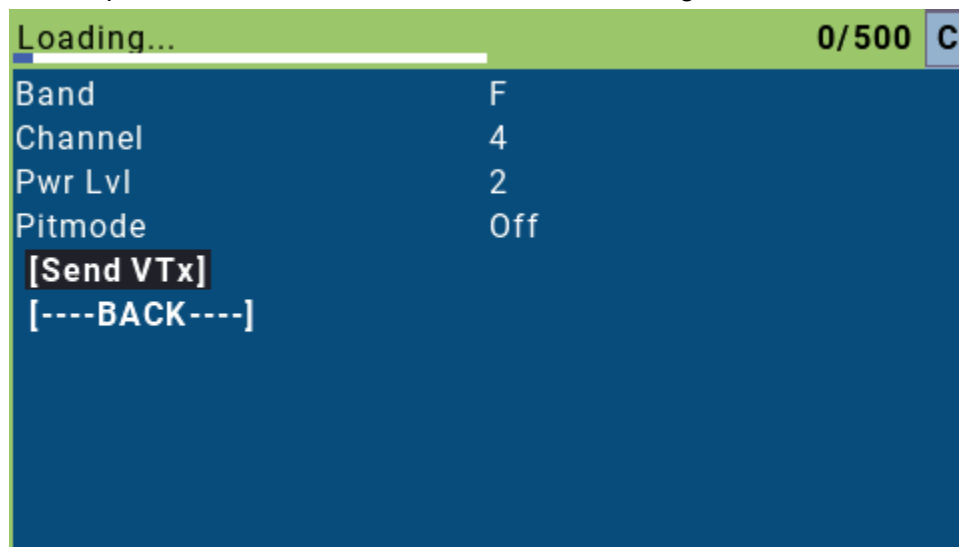 Loading... 0/500 C
Band F
Channel 4
Pwr Lvl 2
Pitmode Off
[Send VTx]
[----BACK----]